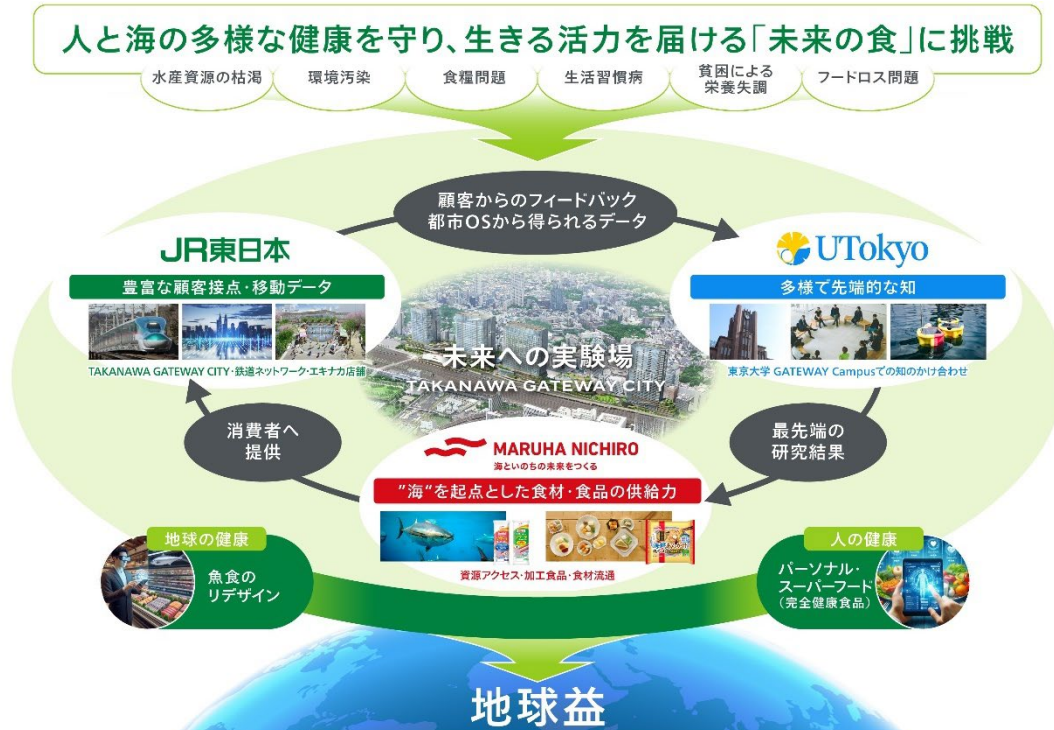 人と海の多様な健康を守り、生きる活力を届ける「未来の食」に挑戦
水産資源の枯渇
環境汚染
食糧問題
生活習慣病
貧困による
栄養失調
フードロス問題
顧客からのフィードバック
都市OSから得られるデータ
JR東日本
豊富な顧客接点・移動データ
TAKANAWA GATEWAY CITY・鉄道ネットワーク・エキナカ店舗
UTokyo
多様で先端的な知
東京大学 GATEWAY Campusでの知のかけ合わせ
未来への実験場
TAKANAWA GATEWAY CITY
消費者へ
提供
最先端の
研究結果
MARUHA NICHIRO
海といのちの未来をつくる
"海"を起点とした食材・食品の供給力
資源アクセス・加工食品・食材流通
地球の健康
魚食の
リデザイン
人の健康
パーソナル・
スーパーフード
(完全健康食品)
地球益